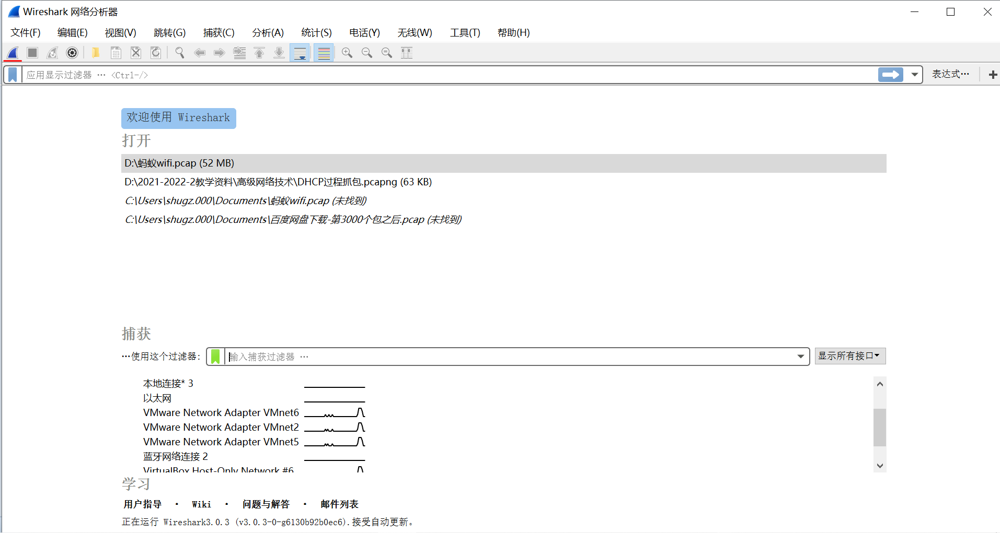 Wireshark 网络分析器
文件(F) 编辑(E) 视图(V) 跳转(G) 捕获(C) 分析(A) 统计(S) 电话(Y) 无线(W) 工具(T) 帮助(H)
应用显示过滤器 … <Ctrl-/> 表达式…
欢迎使用 Wireshark
打开
D:\蚂蚁wifi.pcap (52 MB)
D:\2021-2022-2教学资料\高级网络技术\DHCP过程抓包.pcapng (63 KB)
C:\Users\shugz.000\Documents\蚂蚁wifi.pcap (未找到)
C:\Users\shugz.000\Documents\百度网盘下载-第3000个包之后.pcap (未找到)
捕获
…使用这个过滤器: 输入捕获过滤器 … 显示所有接口
本地连接* 3
以太网
VMware Network Adapter VMnet6
VMware Network Adapter VMnet2
VMware Network Adapter VMnet5
蓝牙网络连接 2
VirtualBox Host-Only Network #6
学习
用户指导 · Wiki · 问题与解答 · 邮件列表
正在运行 Wireshark3.0.3 (v3.0.3-0-g6130b92b0ec6).接受自动更新。